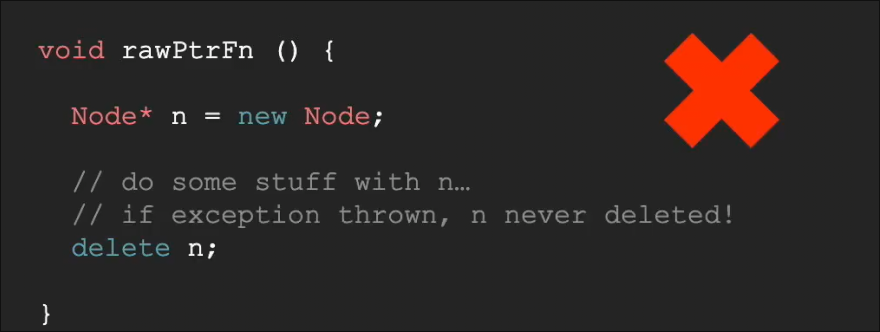 void rawPtrFn () {
Node* n = new Node;
// do some stuff with n…
// if exception thrown, n never deleted!
delete n;
}